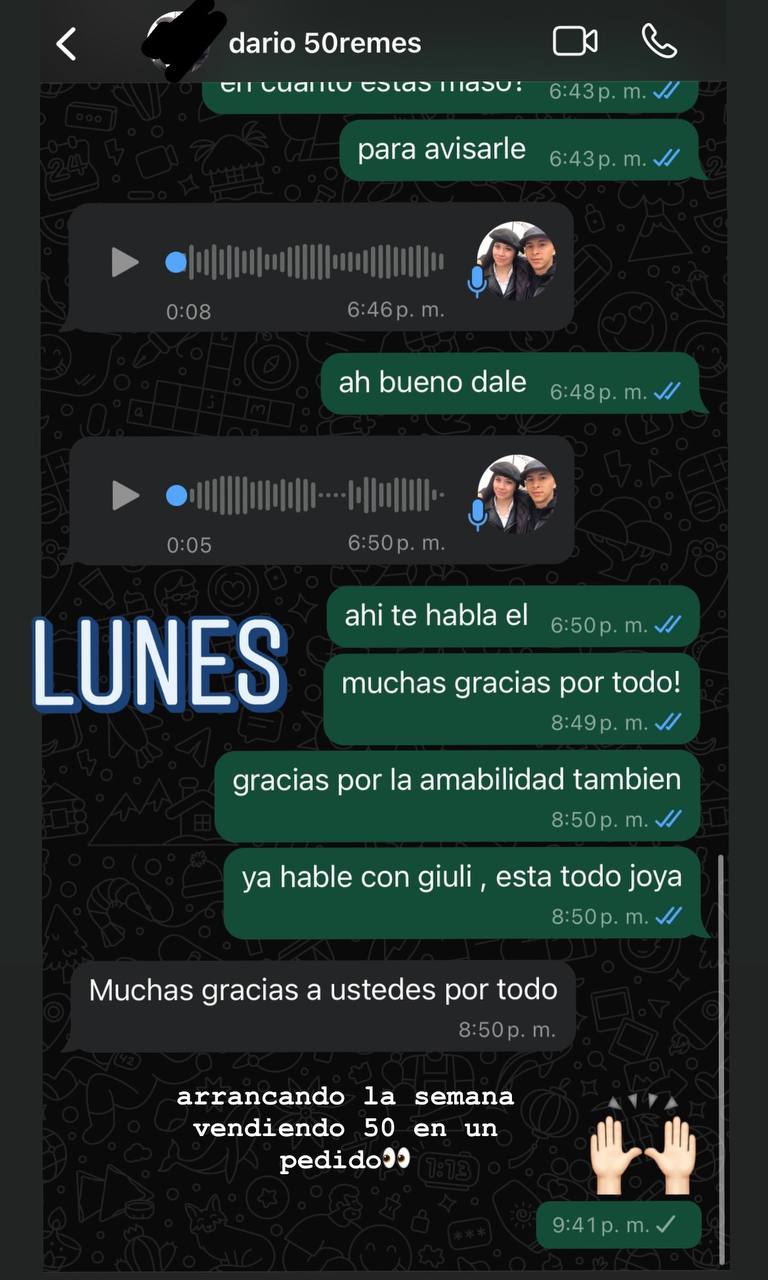 dario 50remes
en cuanto estas maso?
6:43 p. m.
para avisarle
6:43 p. m.
0:08
6:46 p. m.
ah bueno dale
6:48 p. m.
0:05
6:50 p. m.
ahi te habla el
6:50 p. m.
LUNES
muchas gracias por todo!
8:49 p. m.
gracias por la amabilidad tambien
8:50 p. m.
ya hable con giuli , esta todo joya
8:50 p. m.
Muchas gracias a ustedes por todo
8:50 p. m.
arrancando la semana
vendiendo 50 en un
pedido👀
🙌🏻
9:41 p. m.